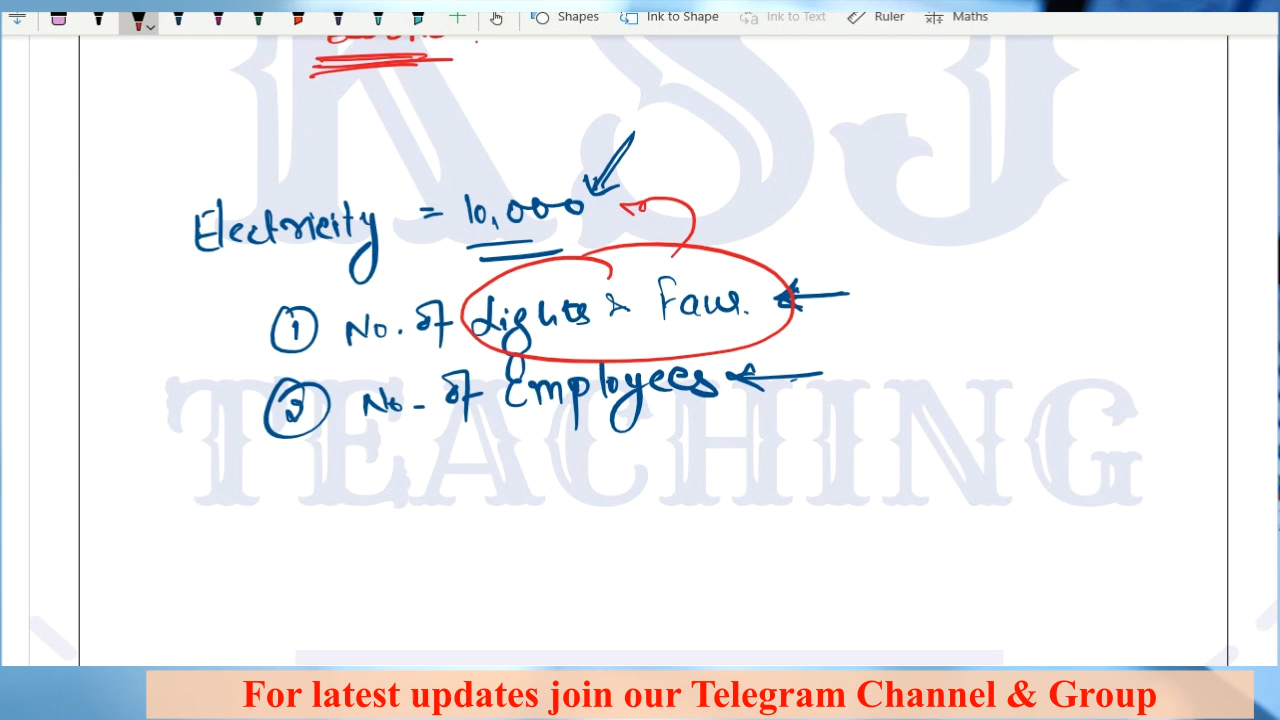 Shapes Ink to Shape Ink to Text Ruler Maths
KSJ
Electricity = 10,000
① No. of Lights & Fans.
② No. of Employees
TEACHING
For latest updates join our Telegram Channel & Group